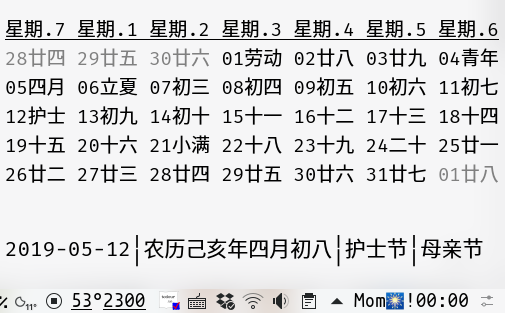 星期.7 星期.1 星期.2 星期.3 星期.4 星期.5 星期.6
28廿四 29廿五 30廿六 01劳动 02廿八 03廿九 04青年
05四月 06立夏 07初三 08初四 09初五 10初六 11初七
12护士 13初九 14初十 15十一 16十二 17十三 18十四
19十五 20十六 21小满 22十八 23十九 24二十 25廿一
26廿二 27廿三 28廿四 29廿五 30廿六 31廿七 01廿八
2019-05-12|农历己亥年四月初八|护士节|母亲节
11° 53°2300 Mom🎆!00:00